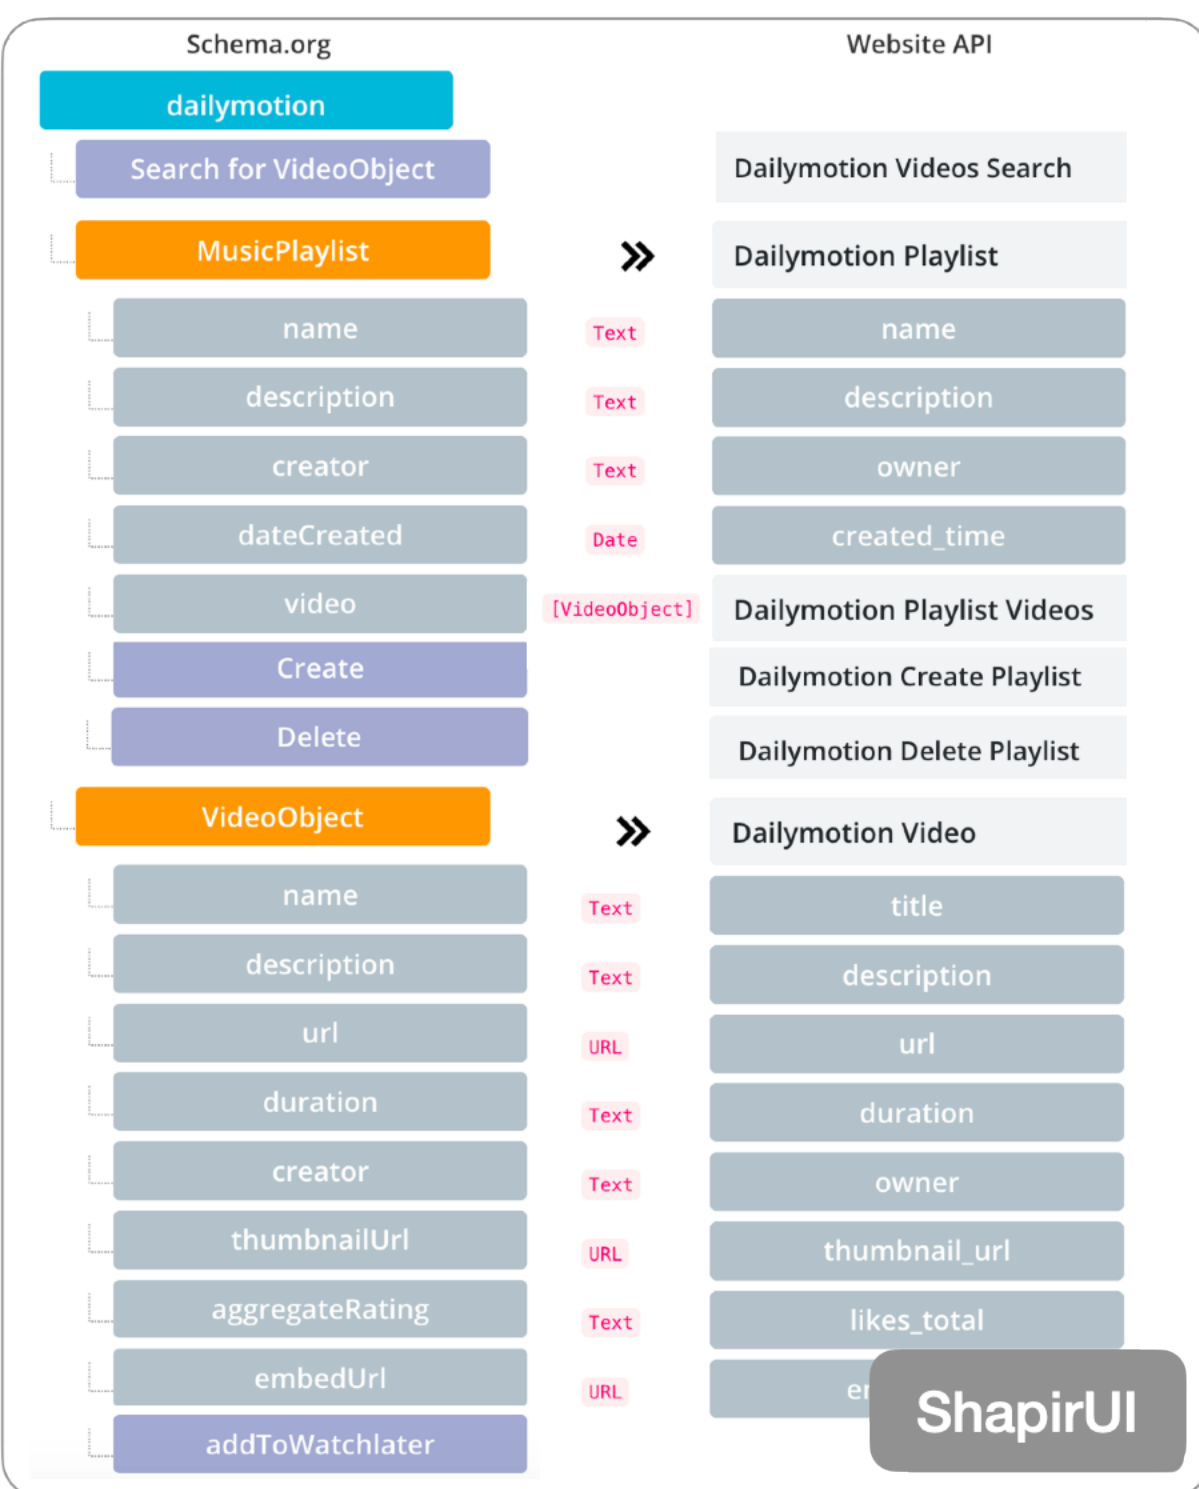 Schema.org Website API
dailymotion
Search for VideoObject Dailymotion Videos Search
MusicPlaylist Dailymotion Playlist
name Text name
description Text description
creator Text owner
dateCreated Date created_time
video [VideoObject] Dailymotion Playlist Videos
Create Dailymotion Create Playlist
Delete Dailymotion Delete Playlist
VideoObject Dailymotion Video
name Text title
description Text description
url URL url
duration Text duration
creator Text owner
thumbnailUrl URL thumbnail_url
aggregateRating Text likes_total
embedUrl URL
ShapirUI
addToWatchlater